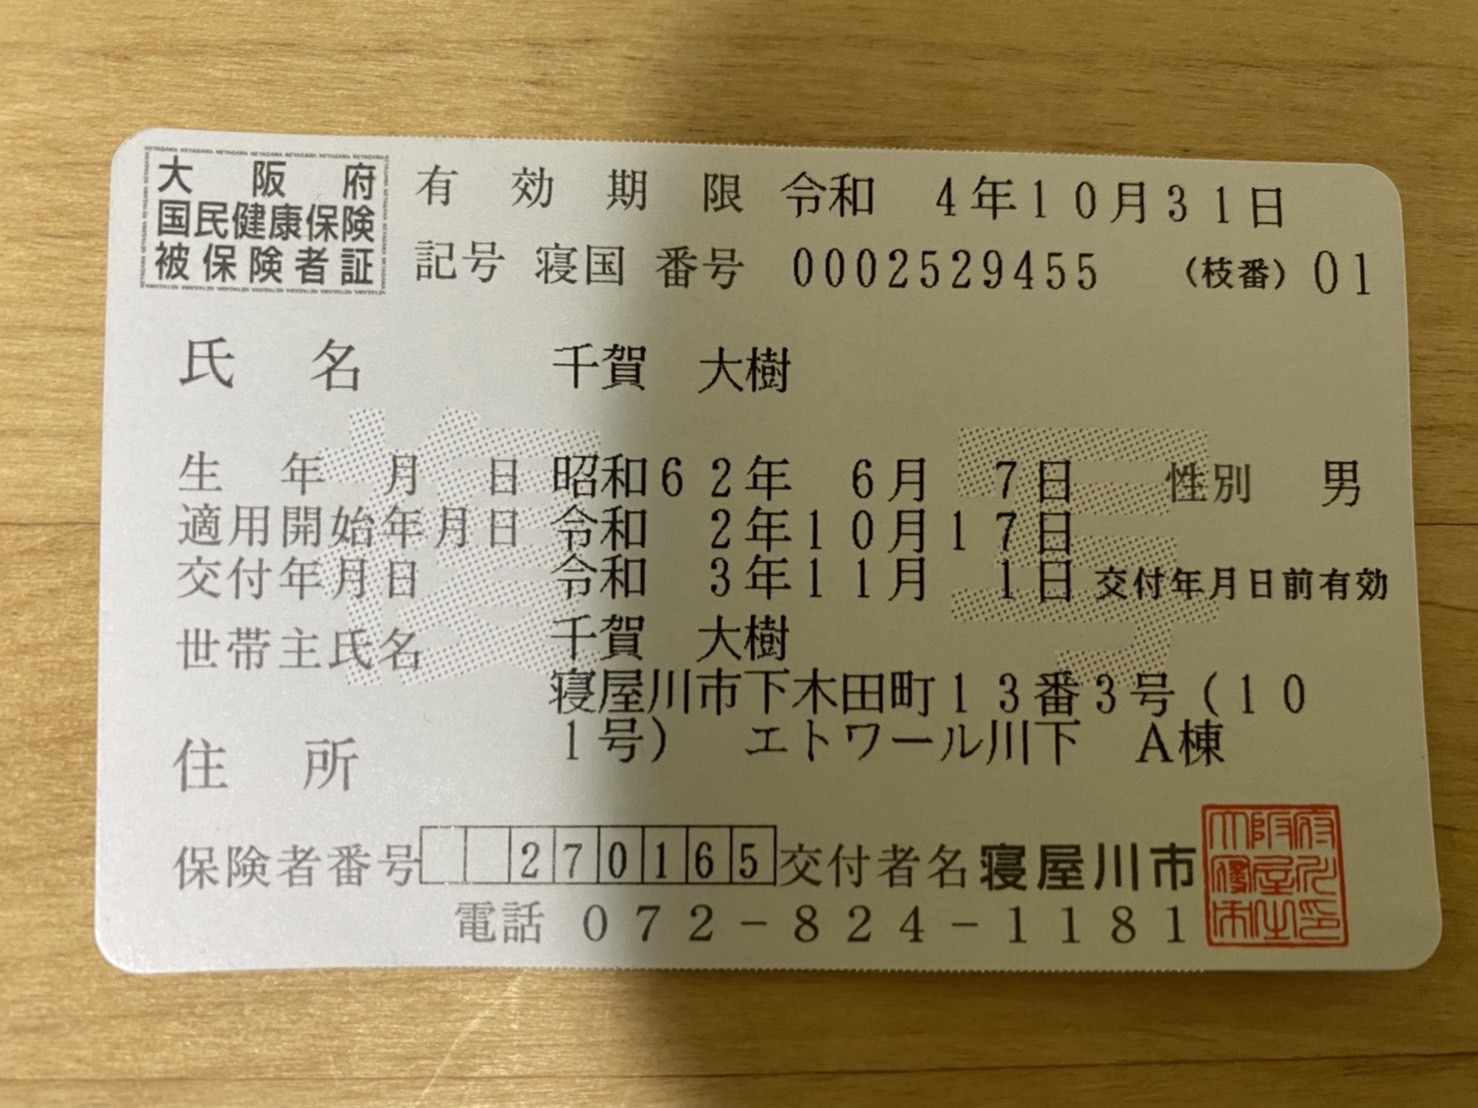 大阪府
国民健康保険
被保険者証
有効期限 令和 4年10月31日
記号 寝国 番号 0002529455 (枝番) 01
氏名 千賀 大樹
生年月日 昭和62年 6月 7日 性別 男
適用開始年月日 令和 2年10月17日
交付年月日 令和 3年11月 1日 交付年月日前有効
世帯主氏名 千賀 大樹
寝屋川市下木田町13番3号(10
1号) エトワール川下 A棟
住所
保険者番号 270165 交付者名 寝屋川市
電話 072-824-1181